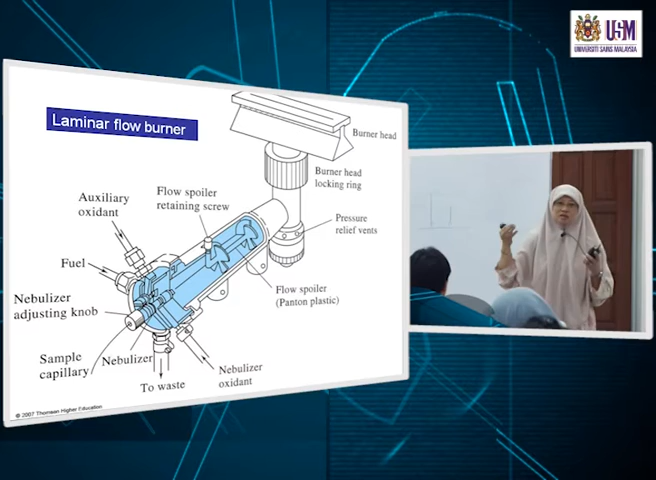 USM
UNIVERSITI SAINS MALAYSIA
Laminar flow burner
Burner head
Burner head
locking ring
Flow spoiler
retaining screw
Auxiliary
oxidant
Pressure
relief vents
Fuel
Flow spoiler
(Panton plastic)
Nebulizer
adjusting knob
Sample
capillary
Nebulizer
Nebulizer
oxidant
To waste
© 2007 Thomson Higher Education